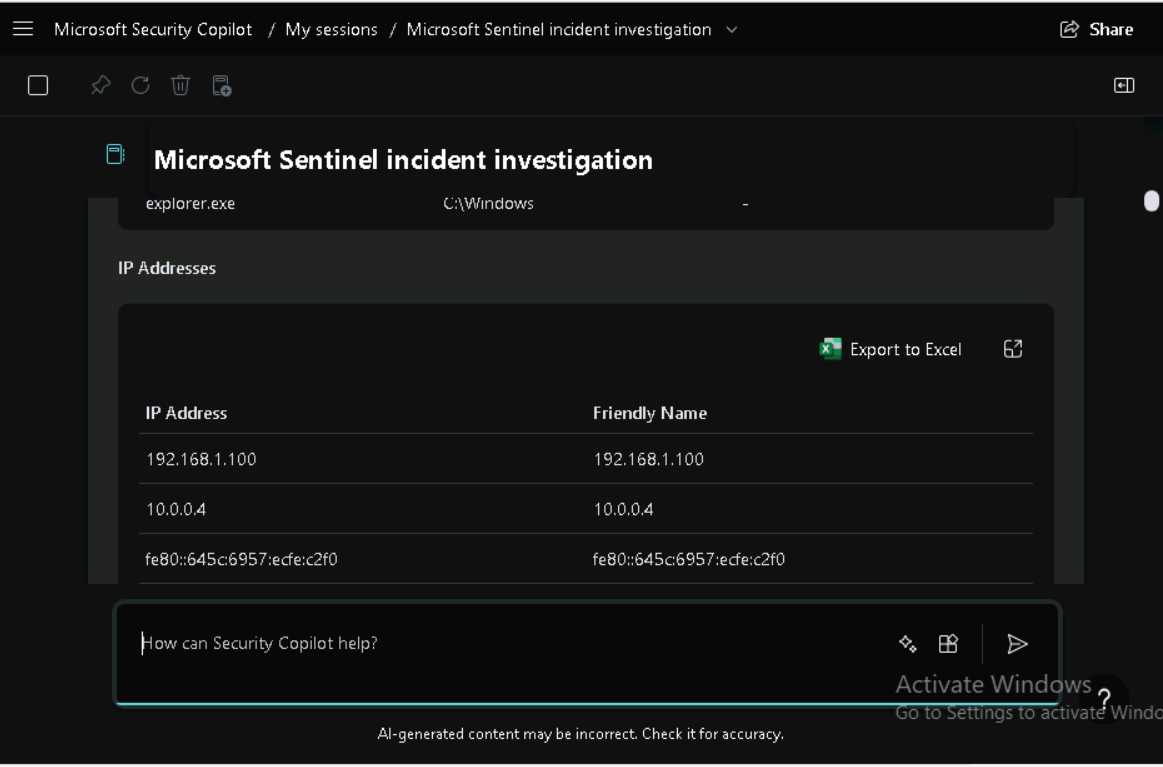 Microsoft Security Copilot / My sessions / Microsoft Sentinel incident investigation
Share
Microsoft Sentinel incident investigation
explorer.exe C:\Windows -
IP Addresses
Export to Excel
IP Address Friendly Name
192.168.1.100 192.168.1.100
10.0.0.4 10.0.0.4
fe80::645c:6957:ecfe:c2f0 fe80::645c:6957:ecfe:c2f0
How can Security Copilot help?
Activate Windows
Go to Settings to activate Windo
?
AI-generated content may be incorrect. Check it for accuracy.